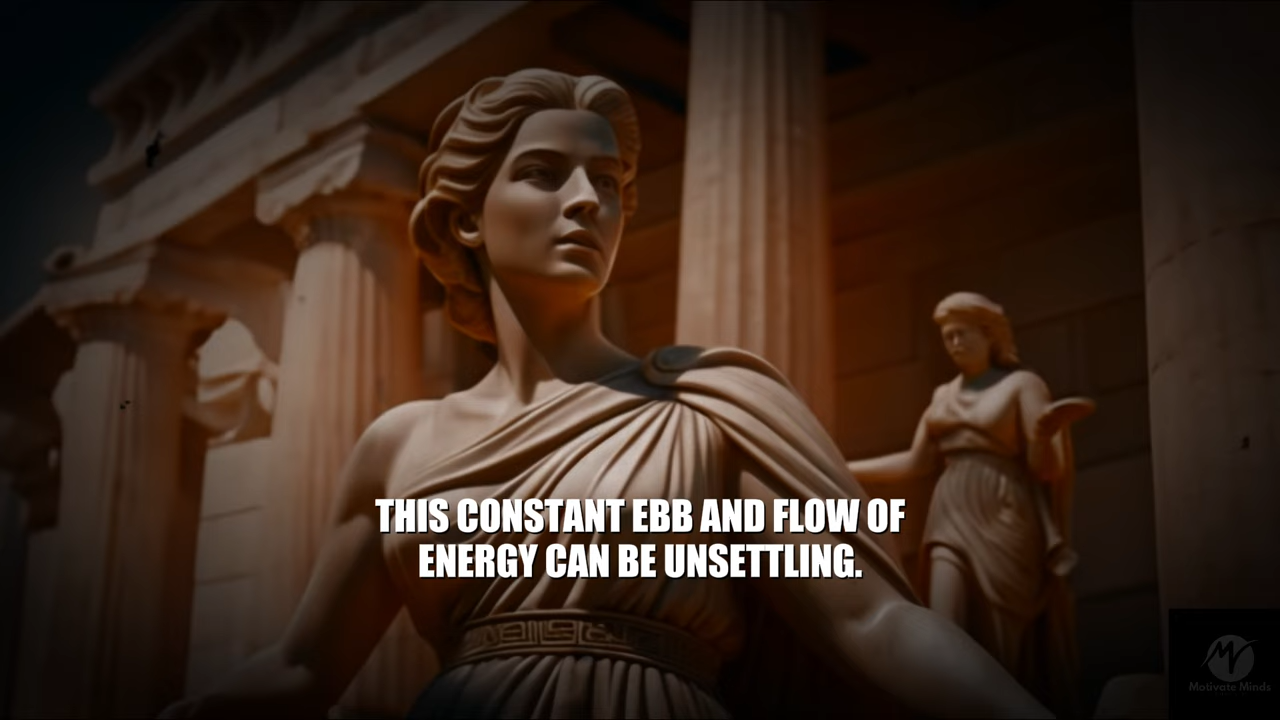 THIS CONSTANT EBB AND FLOW OF
ENERGY CAN BE UNSETTLING.
Motivate Minds